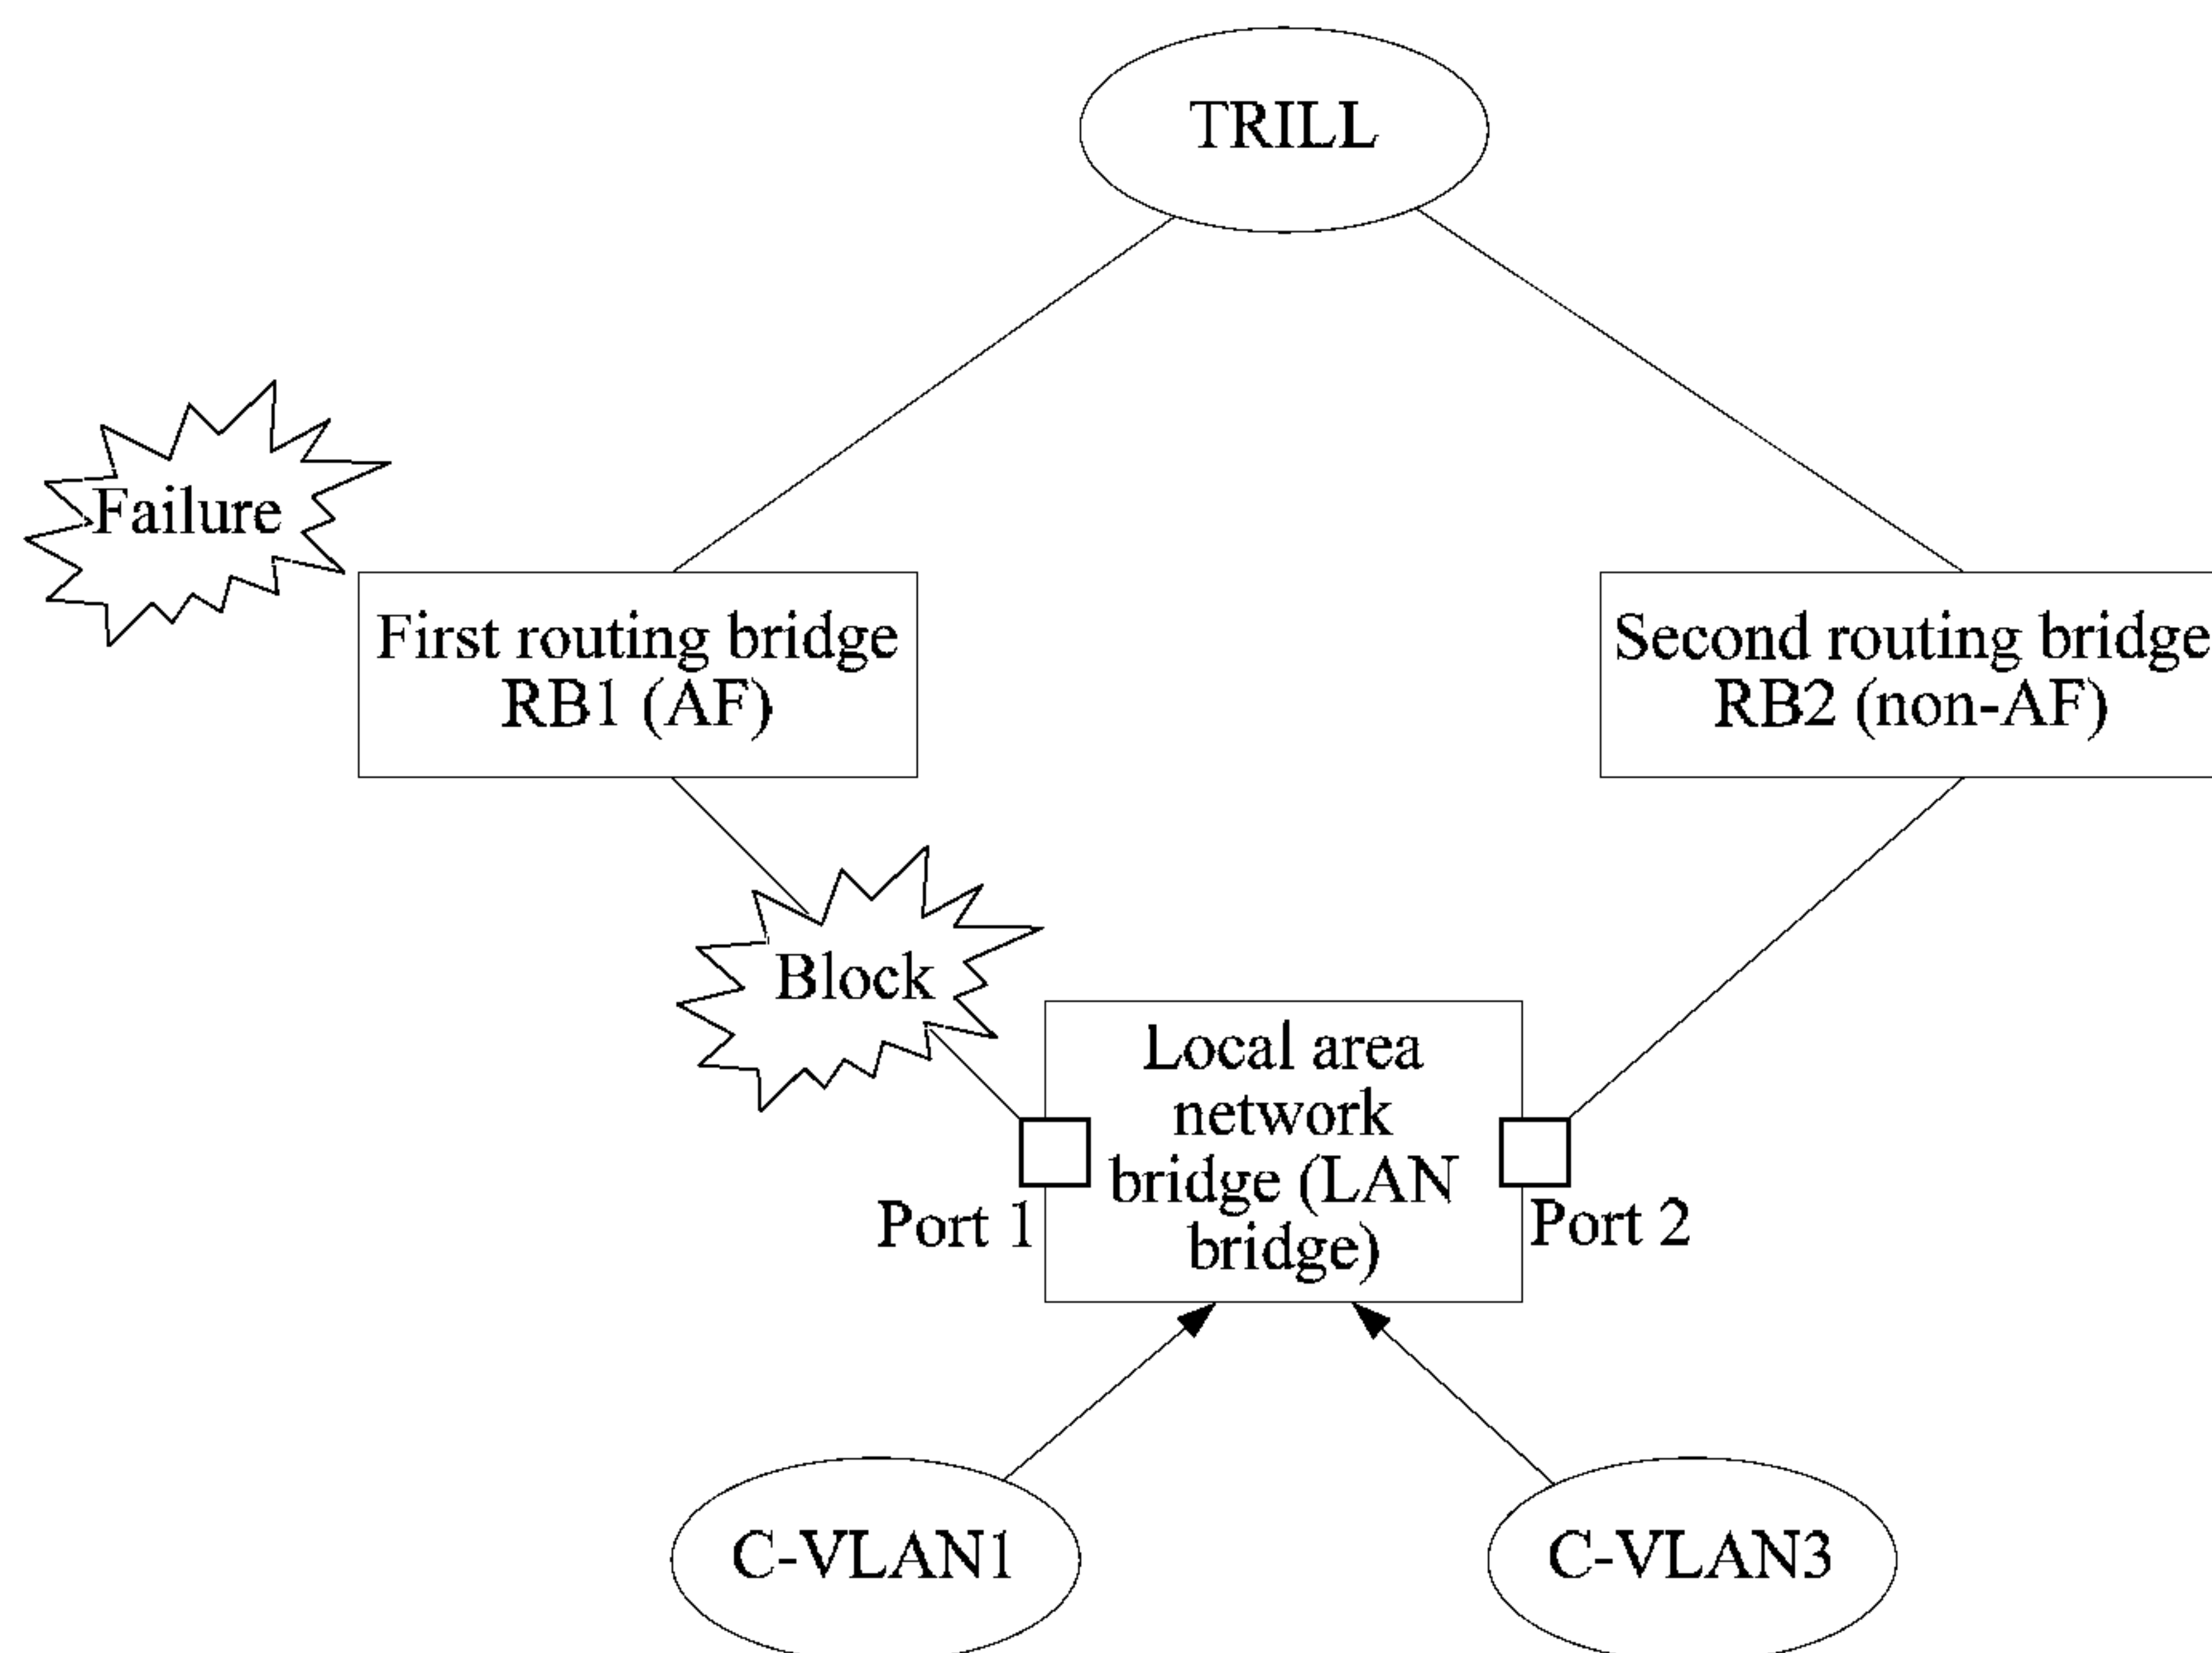 TRILL
Failure
First routing bridge
RB1 (AF)
Second routing bridge
RB2 (non-AF)
Block
Local area
network
bridge (LAN
bridge)
Port 1
Port 2
C-VLAN1
C-VLAN3